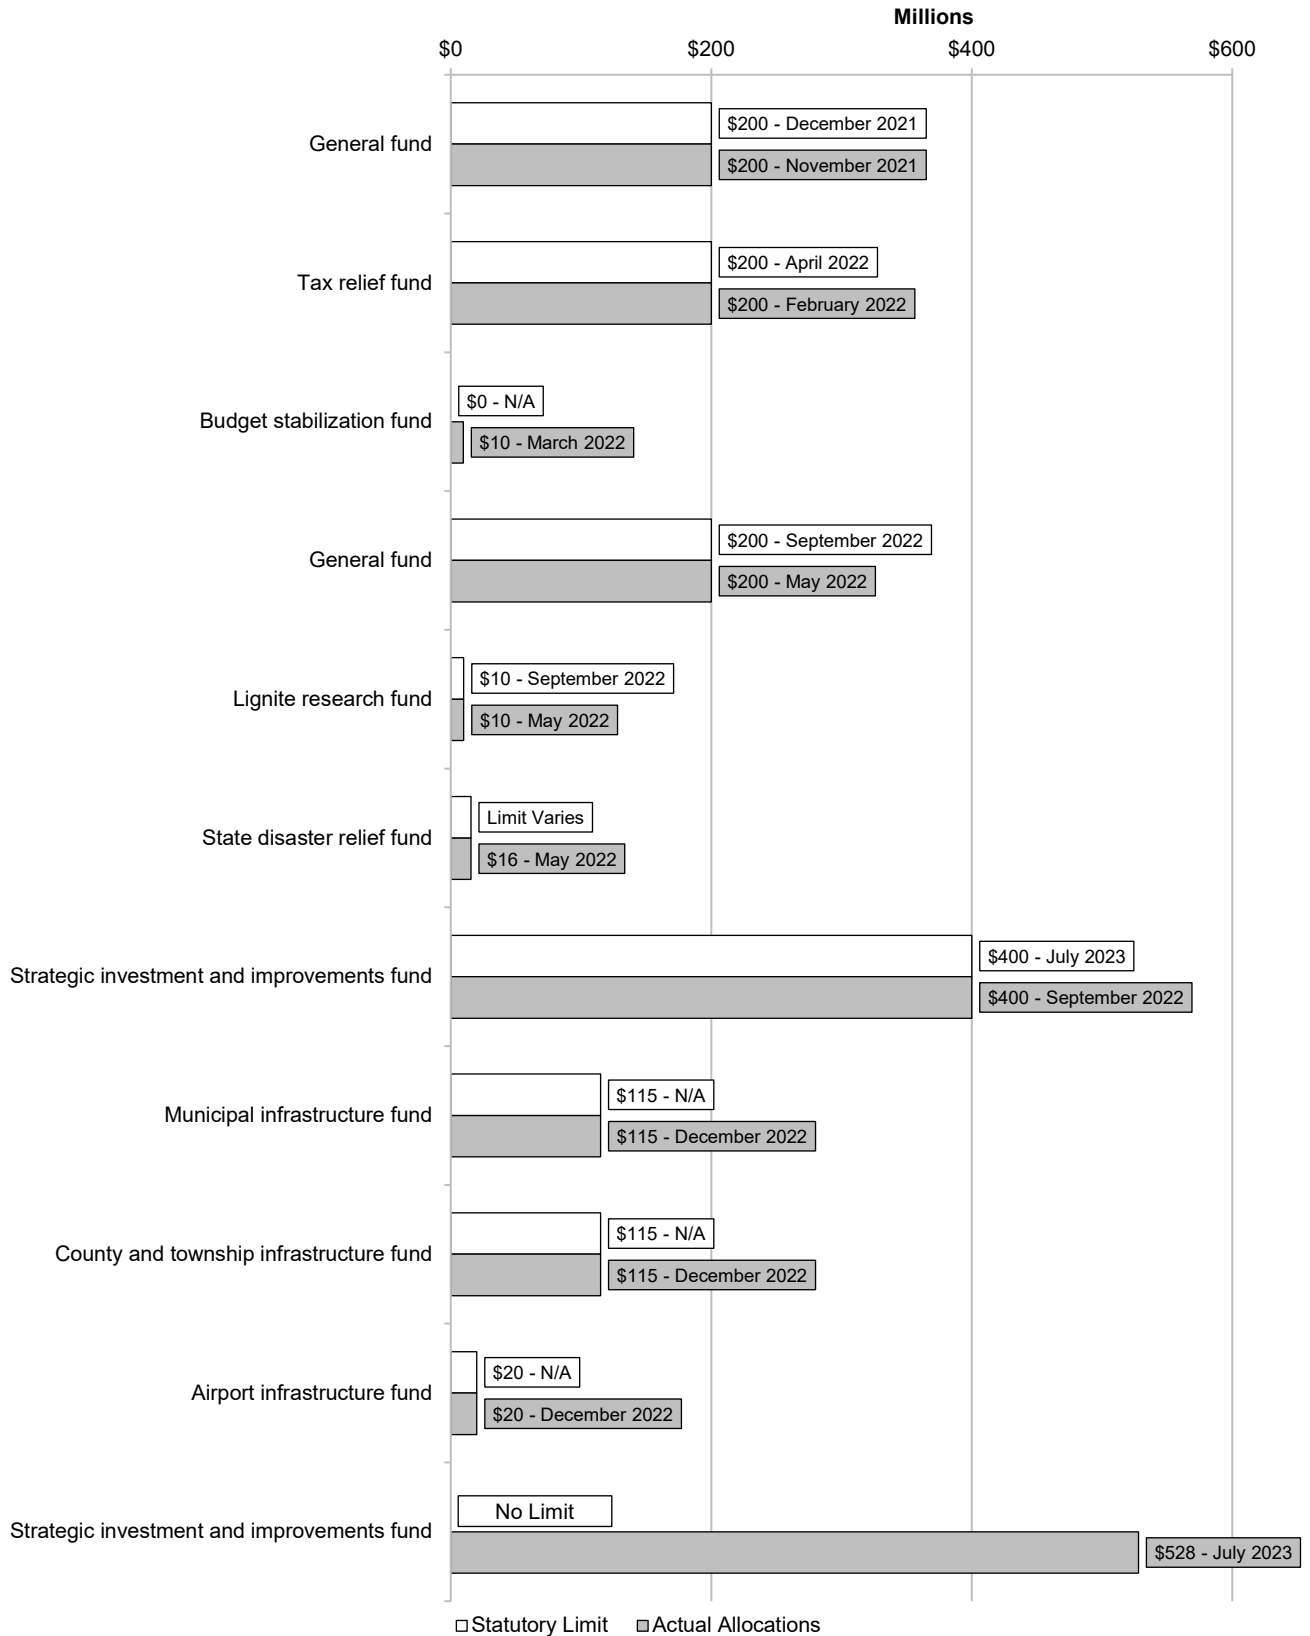 Millions
$0 $200 $400 $600
General fund
$200 - December 2021
$200 - November 2021
Tax relief fund
$200 - April 2022
$200 - February 2022
Budget stabilization fund
$0 - N/A
$10 - March 2022
General fund
$200 - September 2022
$200 - May 2022
Lignite research fund
$10 - September 2022
$10 - May 2022
State disaster relief fund
Limit Varies
$16 - May 2022
Strategic investment and improvements fund
$400 - July 2023
$400 - September 2022
Municipal infrastructure fund
$115 - N/A
$115 - December 2022
County and township infrastructure fund
$115 - N/A
$115 - December 2022
Airport infrastructure fund
$20 - N/A
$20 - December 2022
Strategic investment and improvements fund
No Limit
$528 - July 2023
Statutory Limit Actual Allocations